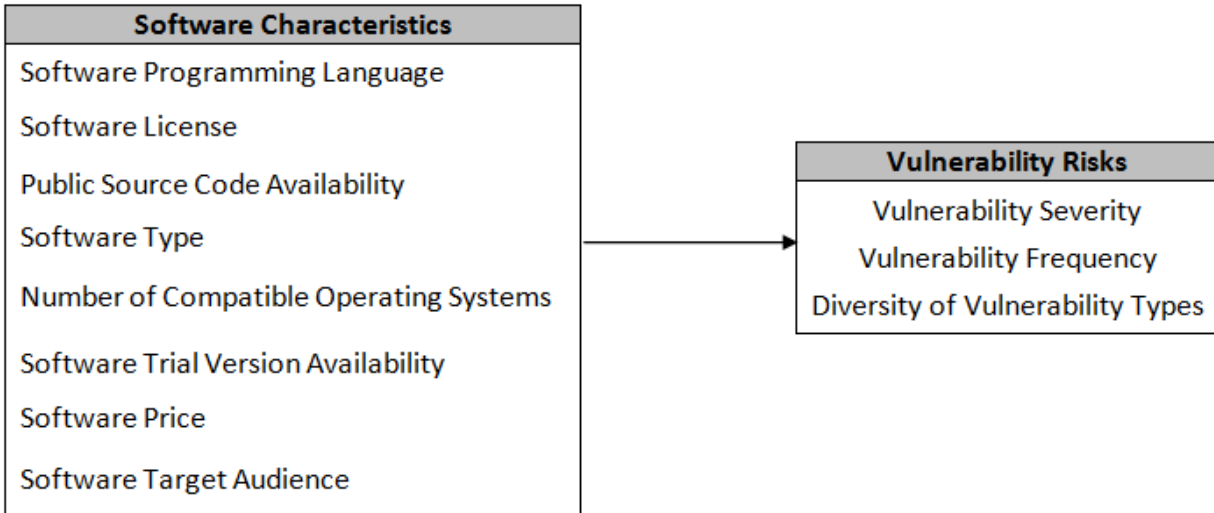 Software Characteristics
Software Programming Language
Software License
Public Source Code Availability
Software Type
Number of Compatible Operating Systems
Software Trial Version Availability
Software Price
Software Target Audience
Vulnerability Risks
Vulnerability Severity
Vulnerability Frequency
Diversity of Vulnerability Types